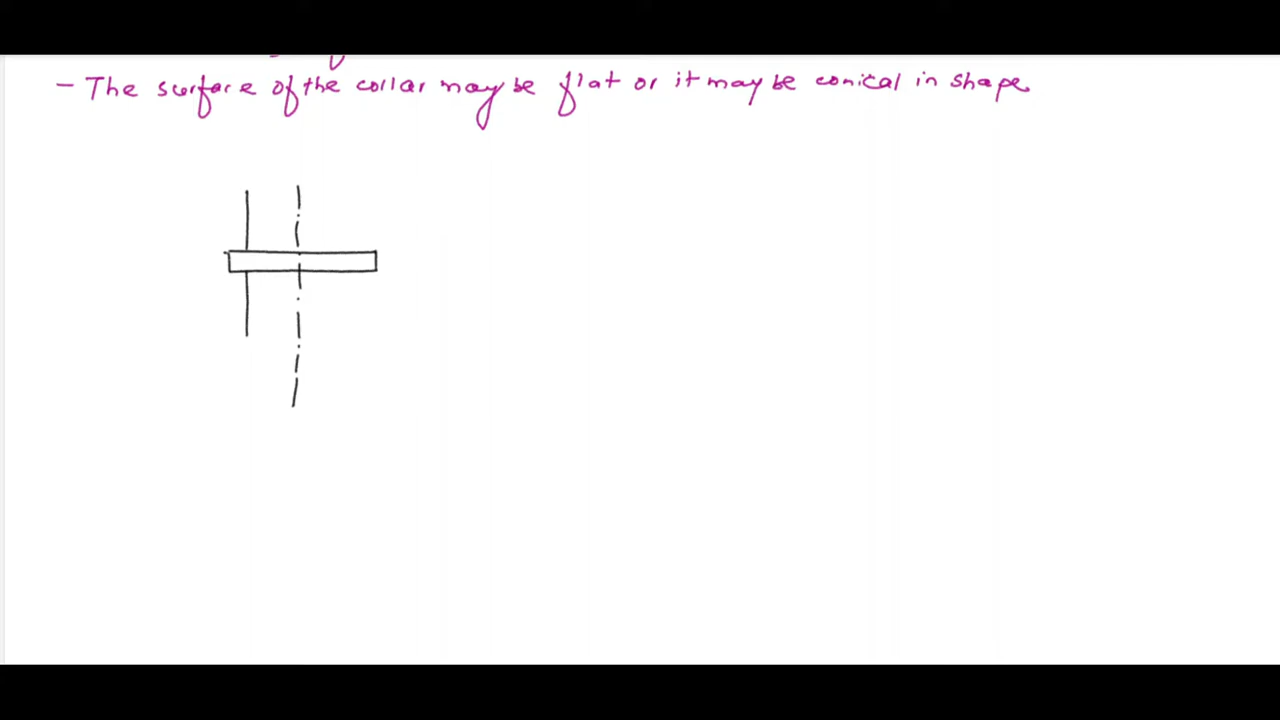 - The surface of the collar may be flat or it may be conical in shape